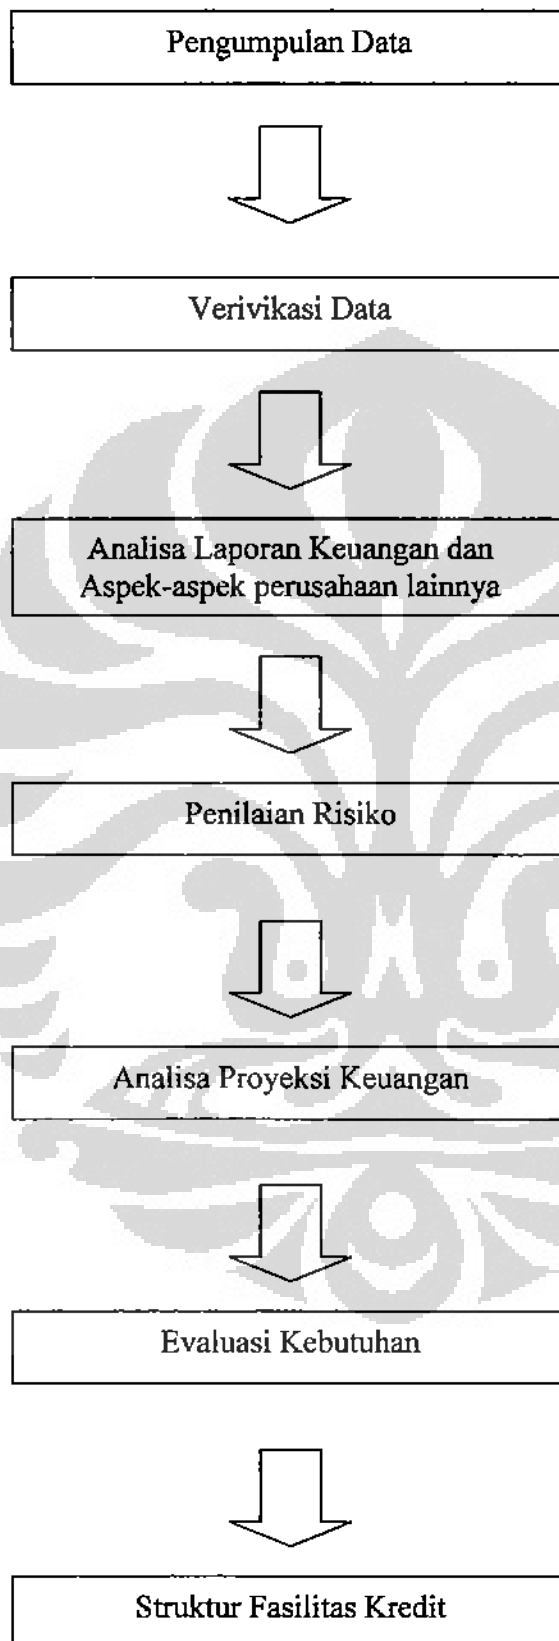 Pengumpulan Data
Verivikasi Data
Analisa Laporan Keuangan dan
Aspek-aspek perusahaan lainnya
Penilaian Risiko
Analisa Proyeksi Keuangan
Evaluasi Kebutuhan
Struktur Fasilitas Kredit